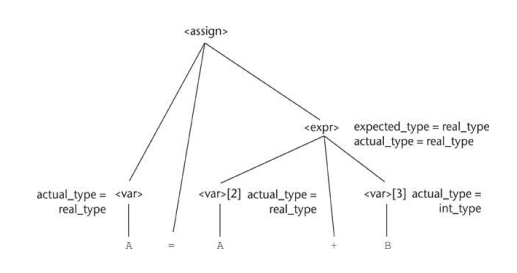 <assign>
<expr> expected_type = real_type
actual_type = real_type
actual_type = <var> <var>[2] actual_type = <var>[3] actual_type =
real_type real_type int_type
A = A + B